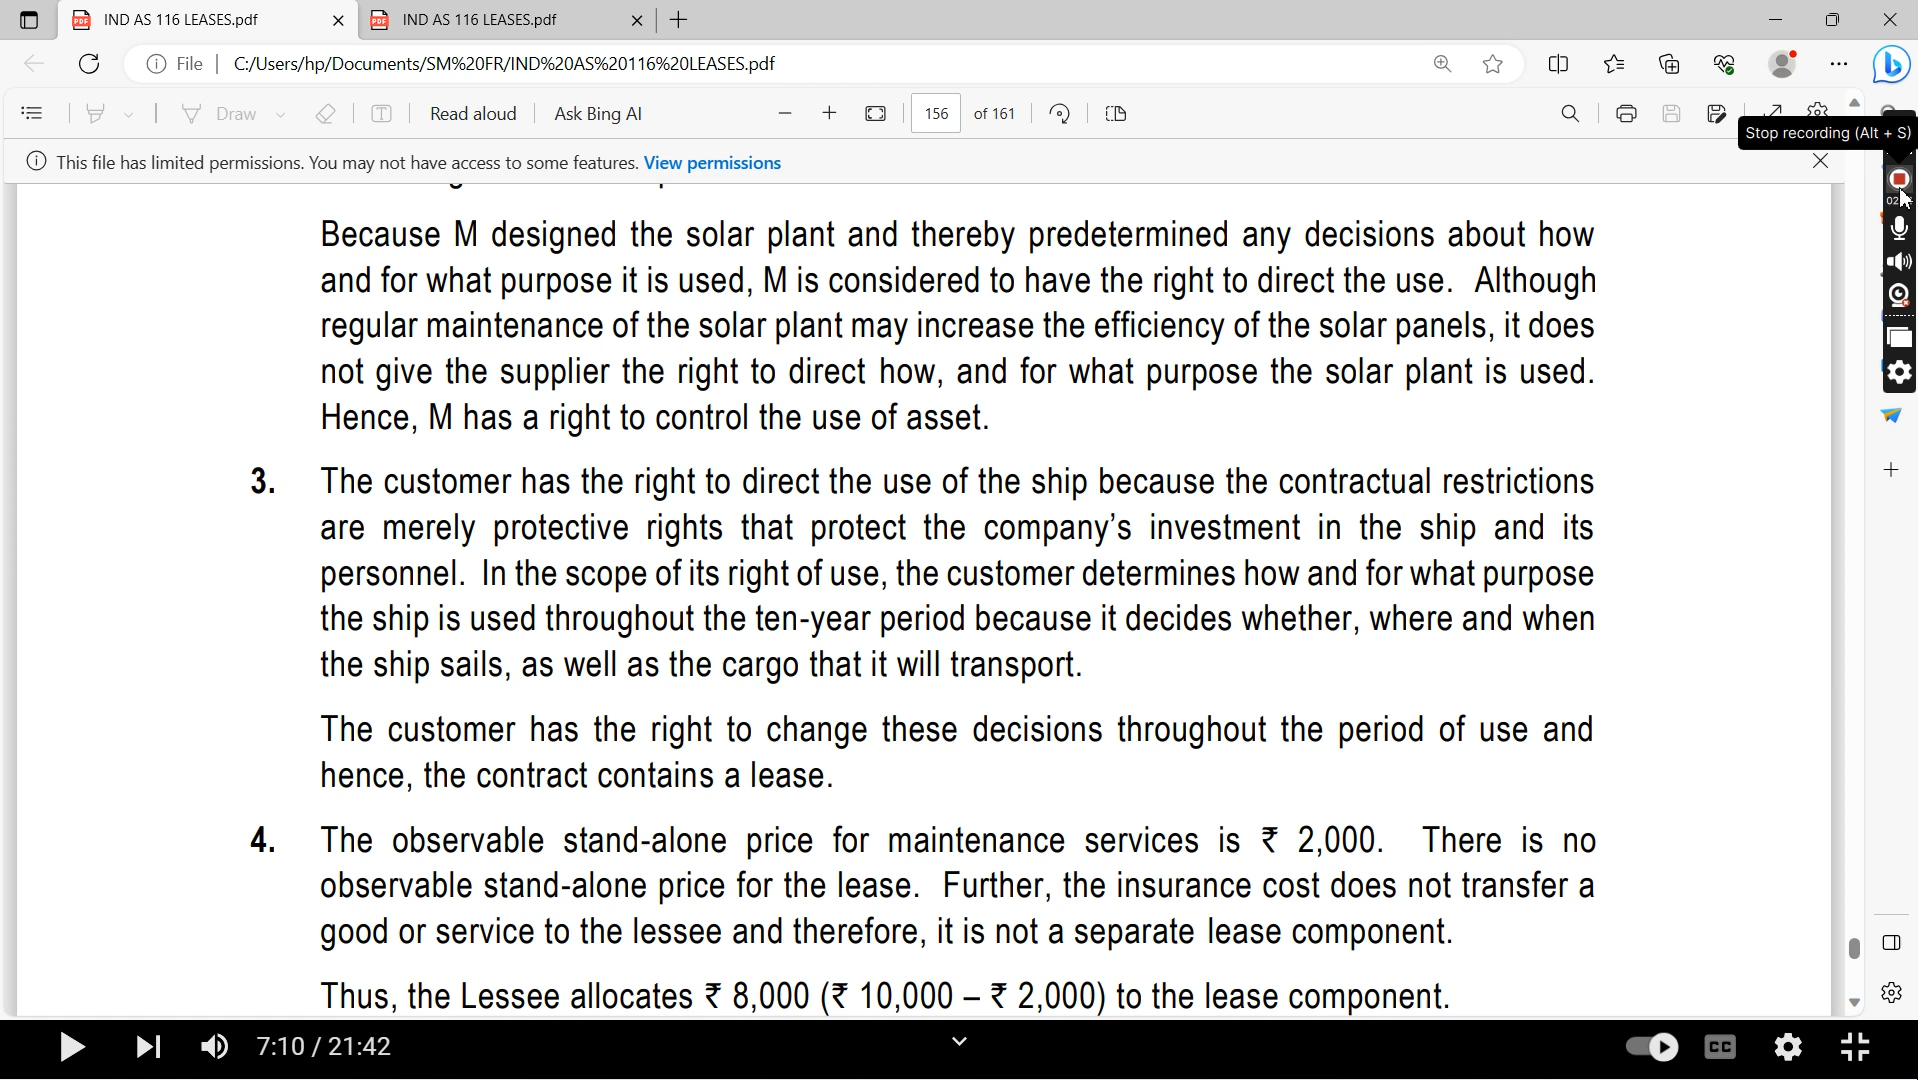 IND AS 116 LEASES.pdf
IND AS 116 LEASES.pdf
File
C:/Users/hp/Documents/SM%20FR/IND%20AS%20116%20LEASES.pdf
Draw
Read aloud
Ask Bing AI
156
of 161
Stop recording (Alt + S)
This file has limited permissions. You may not have access to some features. View permissions
Because M designed the solar plant and thereby predetermined any decisions about how
and for what purpose it is used, M is considered to have the right to direct the use. Although
regular maintenance of the solar plant may increase the efficiency of the solar panels, it does
not give the supplier the right to direct how, and for what purpose the solar plant is used.
Hence, M has a right to control the use of asset.
3. The customer has the right to direct the use of the ship because the contractual restrictions
are merely protective rights that protect the company's investment in the ship and its
personnel. In the scope of its right of use, the customer determines how and for what purpose
the ship is used throughout the ten-year period because it decides whether, where and when
the ship sails, as well as the cargo that it will transport.
The customer has the right to change these decisions throughout the period of use and
hence, the contract contains a lease.
4. The observable stand-alone price for maintenance services is ₹ 2,000. There is no
observable stand-alone price for the lease. Further, the insurance cost does not transfer a
good or service to the lessee and therefore, it is not a separate lease component.
Thus, the Lessee allocates ₹ 8,000 (₹ 10,000 – ₹ 2,000) to the lease component.
7:10 / 21:42
CC